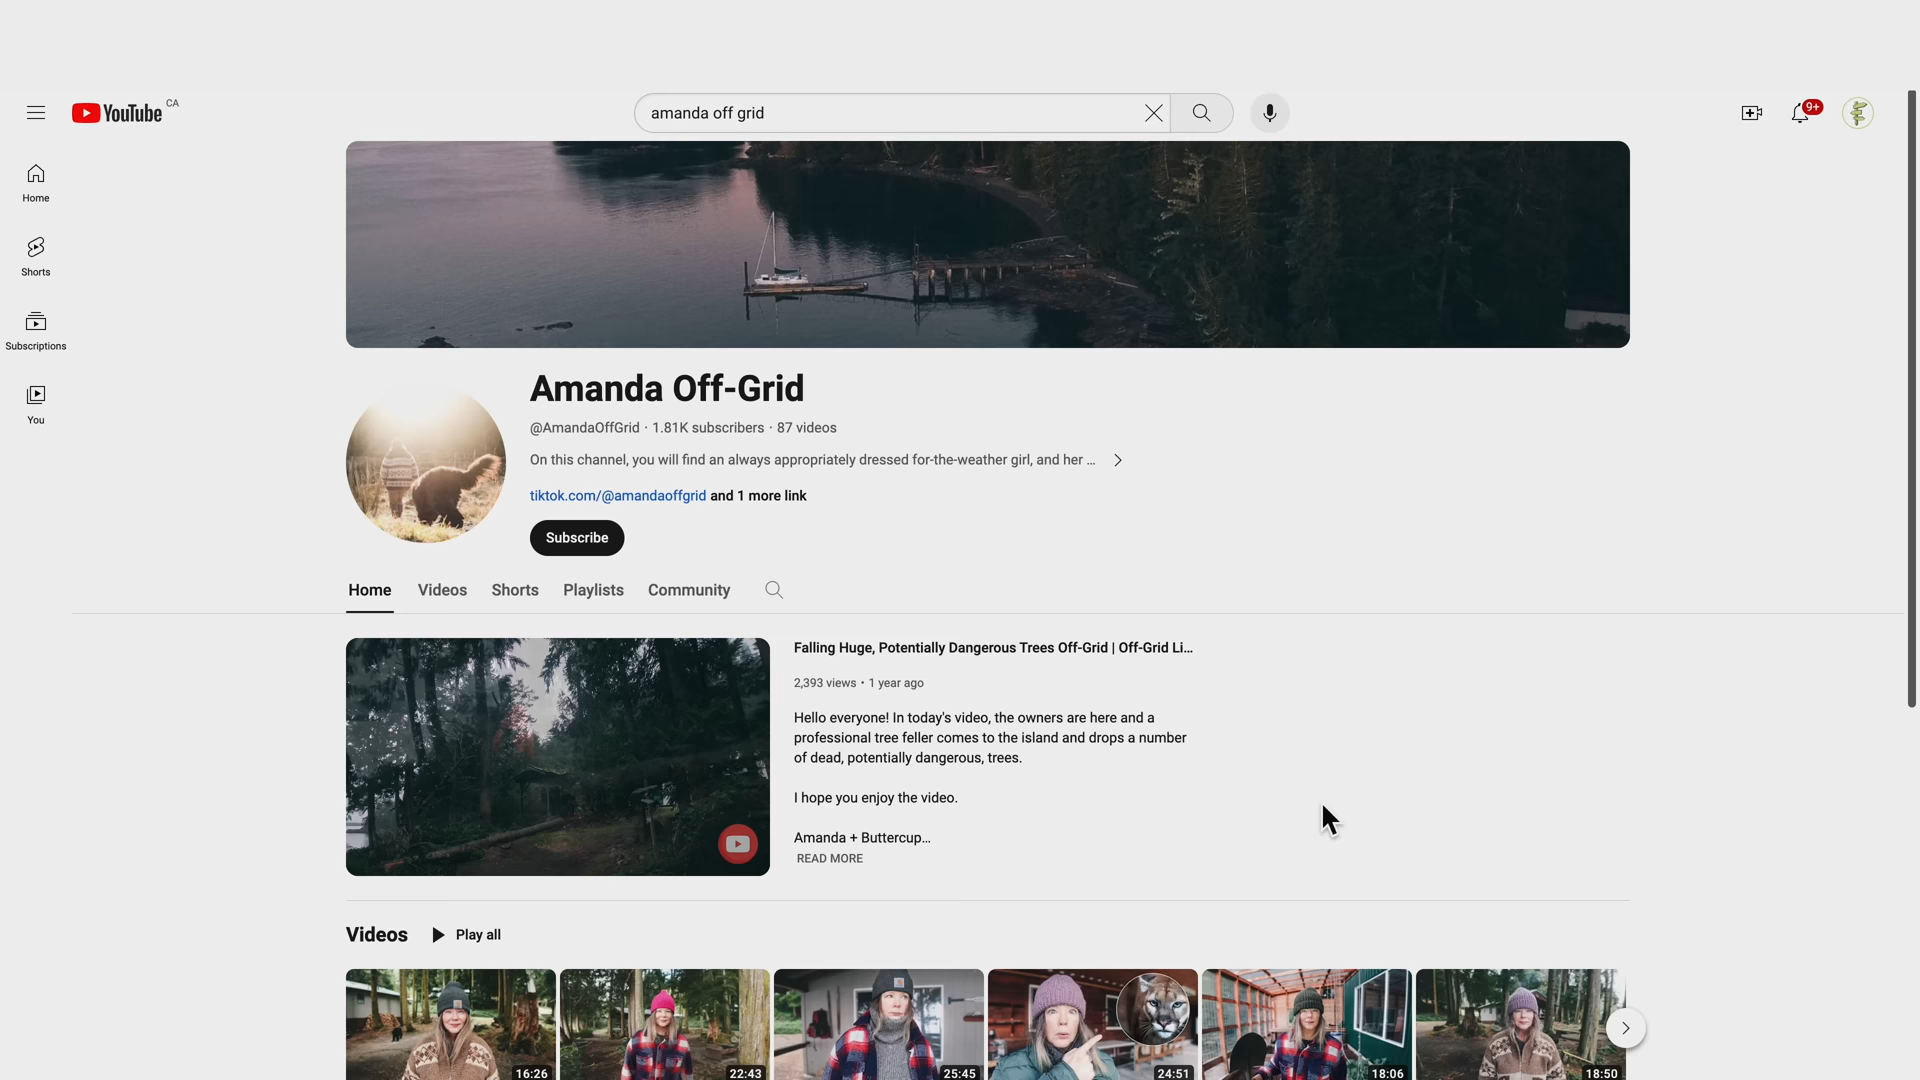 YouTube CA
amanda off grid
9+
Home
Shorts
Subscriptions
You
Amanda Off-Grid
@AmandaOffGrid · 1.81K subscribers · 87 videos
On this channel, you will find an always appropriately dressed for-the-weather girl, and her ...
tiktok.com/@amandaoffgrid and 1 more link
Subscribe
Home Videos Shorts Playlists Community
Falling Huge, Potentially Dangerous Trees Off-Grid | Off-Grid Li...
2,393 views • 1 year ago
Hello everyone! In today's video, the owners are here and a
professional tree feller comes to the island and drops a number
of dead, potentially dangerous, trees.
I hope you enjoy the video.
Amanda + Buttercup...
READ MORE
Videos Play all
16:26 22:43 25:45 24:51 18:06 18:50